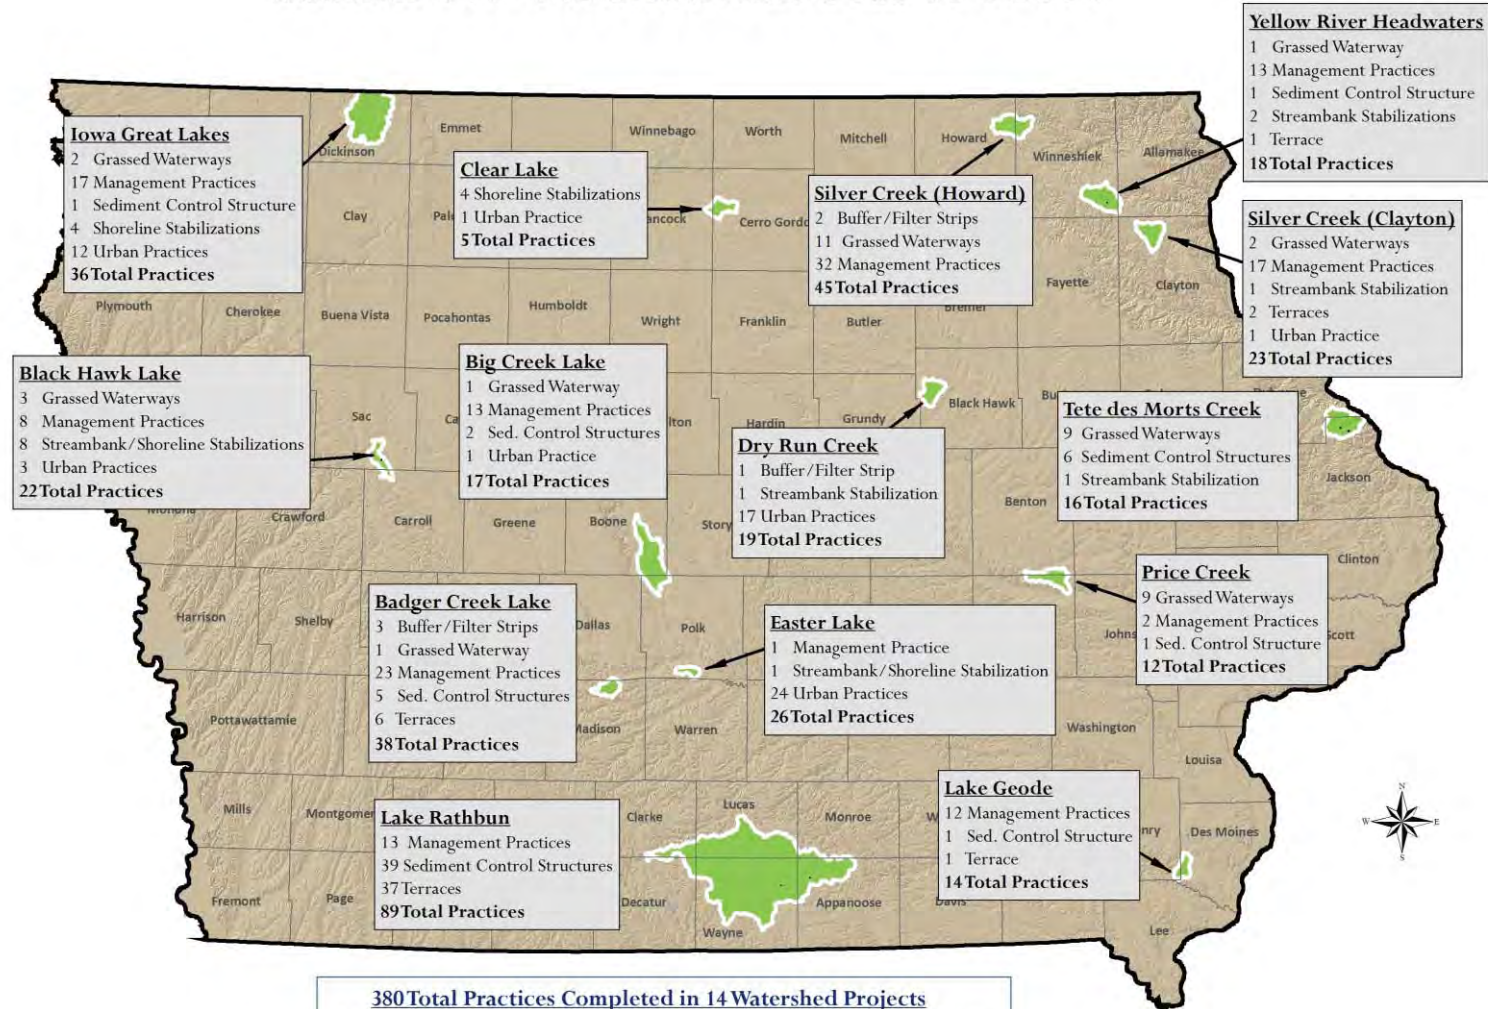 Yellow River Headwaters
1 Grassed Waterway
13 Management Practices
1 Sediment Control Structure
2 Streambank Stabilizations
1 Terrace
18 Total Practices
Iowa Great Lakes
2 Grassed Waterways
17 Management Practices
1 Sediment Control Structure
4 Shoreline Stabilizations
12 Urban Practices
36 Total Practices
Clear Lake
4 Shoreline Stabilizations
1 Urban Practice
5 Total Practices
Silver Creek (Howard)
2 Buffer/Filter Strips
11 Grassed Waterways
32 Management Practices
45 Total Practices
Silver Creek (Clayton)
2 Grassed Waterways
17 Management Practices
1 Streambank Stabilization
2 Terraces
1 Urban Practice
23 Total Practices
Black Hawk Lake
3 Grassed Waterways
8 Management Practices
8 Streambank/Shoreline Stabilizations
3 Urban Practices
22 Total Practices
Big Creek Lake
1 Grassed Waterway
13 Management Practices
2 Sed. Control Structures
1 Urban Practice
17 Total Practices
Dry Run Creek
1 Buffer/Filter Strip
1 Streambank Stabilization
17 Urban Practices
19 Total Practices
Tete des Morts Creek
9 Grassed Waterways
6 Sediment Control Structures
1 Streambank Stabilization
16 Total Practices
Badger Creek Lake
3 Buffer/Filter Strips
1 Grassed Waterway
23 Management Practices
5 Sed. Control Structures
6 Terraces
38 Total Practices
Easter Lake
1 Management Practice
1 Streambank/Shoreline Stabilization
24 Urban Practices
26 Total Practices
Price Creek
9 Grassed Waterways
2 Management Practices
1 Sed. Control Structure
12 Total Practices
Lake Rathbun
13 Management Practices
39 Sediment Control Structures
37 Terraces
89 Total Practices
Lake Geode
12 Management Practices
1 Sed. Control Structure
1 Terrace
14 Total Practices
Dickinson
Emmet
Winnebago
Worth
Mitchell
Howard
Winneshiek
Allamakee
Clay
Cerro Gordo
Fayette
Clayton
Plymouth
Cherokee
Buena Vista
Pocahontas
Humboldt
Wright
Franklin
Butler
Bremer
Sac
Hardin
Grundy
Black Hawk
Jackson
Crawford
Carroll
Greene
Boone
Story
Benton
Clinton
Harrison
Shelby
Dallas
Polk
Scott
Pottawattamie
Madison
Warren
Washington
Louisa
Mills
Clarke
Lucas
Monroe
Des Moines
Fremont
Page
Decatur
Wayne
Appanoose
Davis
Lee
N
W
E
S
380 Total Practices Completed in 14 Watershed Projects